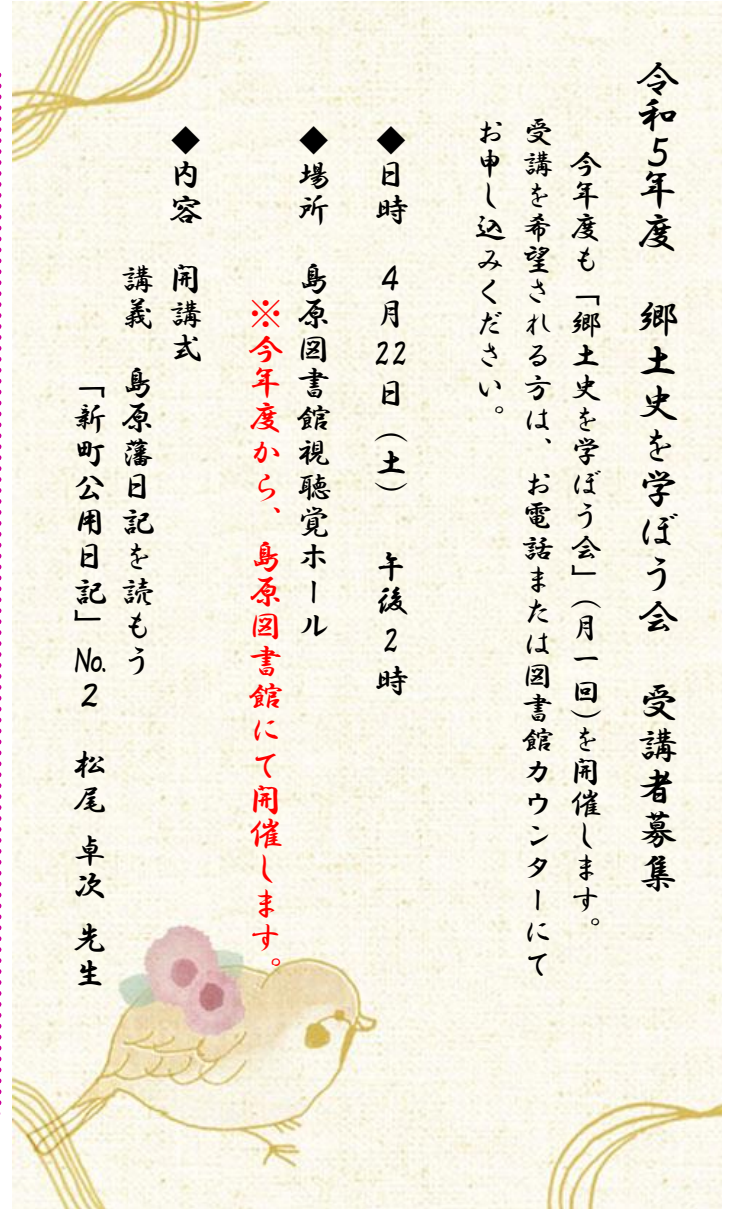 令和5年度　郷土史を学ぼう会　受講者募集
今年度も「郷土史を学ぼう会」(月一回)を開催します。
受講を希望される方は、お電話または図書館カウンターにて
お申し込みください。
◆日時　4月22日(土)　午後2時
◆場所　島原図書館視聴覚ホール
※今年度から、島原図書館にて開催します。
◆内容　開講式
講義　島原藩日記を読もう
「新町公用日記」No.2　松尾 卓次 先生